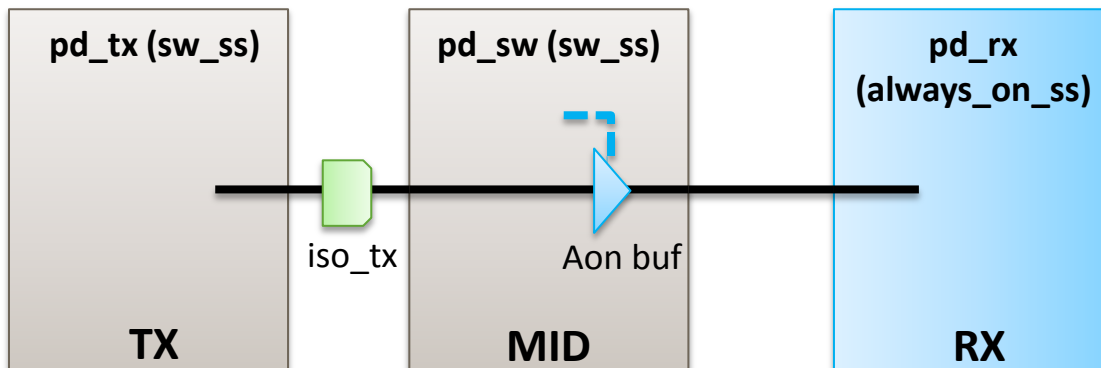 pd_tx (sw_ss)
pd_sw (sw_ss)
pd_rx
(always_on_ss)
iso_tx
Aon buf
TX
MID
RX